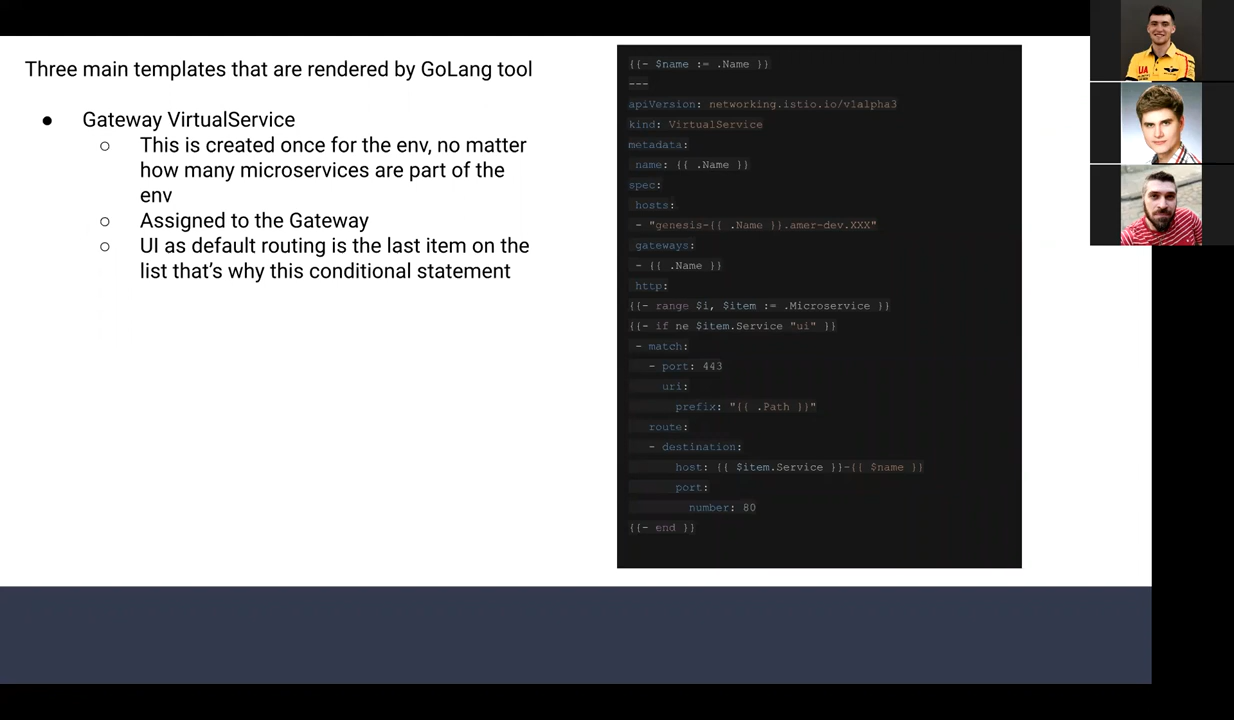 Three main templates that are rendered by GoLang tool
● Gateway VirtualService
○ This is created once for the env, no matter
how many microservices are part of the
env
○ Assigned to the Gateway
○ UI as default routing is the last item on the
list that's why this conditional statement
{{- $name := .Name }}
---
apiVersion: networking.istio.io/v1alpha3
kind: VirtualService
metadata:
name: {{ .Name }}
spec:
hosts:
- "genesis-{{ .Name }}.amer-dev.XXX"
gateways:
- {{ .Name }}
http:
{{- range $i, $item := .Microservice }}
{{- if ne $item.Service "ui" }}
- match:
- port: 443
uri:
prefix: "{{ .Path }}"
route:
- destination:
host: {{ $item.Service }}-{{ $name }}
port:
number: 80
{{- end }}
UA